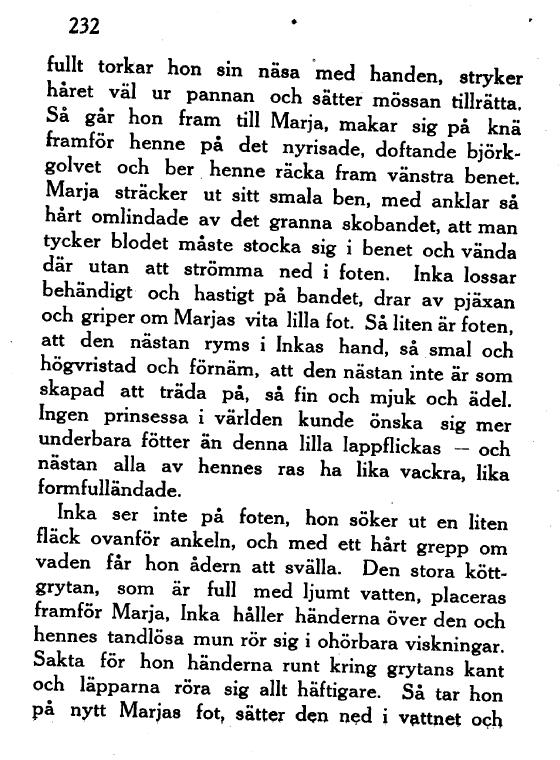 232
fullt torkar hon sin näsa med handen, stryker
håret väl ur pannan och sätter mössan tillrätta.
Så går hon fram till Marja, makar sig på knä
framför henne på det nyrisade, doftande björk-
golvet och ber henne räcka fram vänstra benet.
Marja sträcker ut sitt smala ben, med anklar så
hårt omlindade av det granna skobandet, att man
tycker blodet måste stocka sig i benet och vända
där utan att strömma ned i foten. Inka lossar
behändigt och hastigt på bandet, drar av pjäxan
och griper om Marjas vita lilla fot. Så liten är foten,
att den nästan ryms i Inkas hand, så smal och
högvristad och förnäm, att den nästan inte är som
skapad att träda på, så fin och mjuk och ädel.
Ingen prinsessa i världen kunde önska sig mer
underbara fötter än denna lilla lappflickas — och
nästan alla av hennes ras ha lika vackra, lika
formfulländade.
Inka ser inte på foten, hon söker ut en liten
fläck ovanför ankeln, och med ett hårt grepp om
vaden får hon ådern att svälla. Den stora kött-
grytan, som är full med ljumt vatten, placeras
framför Marja, Inka håller händerna över den och
hennes tandlösa mun rör sig i ohörbara viskningar.
Sakta för hon händerna runt kring grytans kant
och läpparna röra sig allt häftigare. Så tar hon
på nytt Marjas fot, sätter den ned i vattnet och